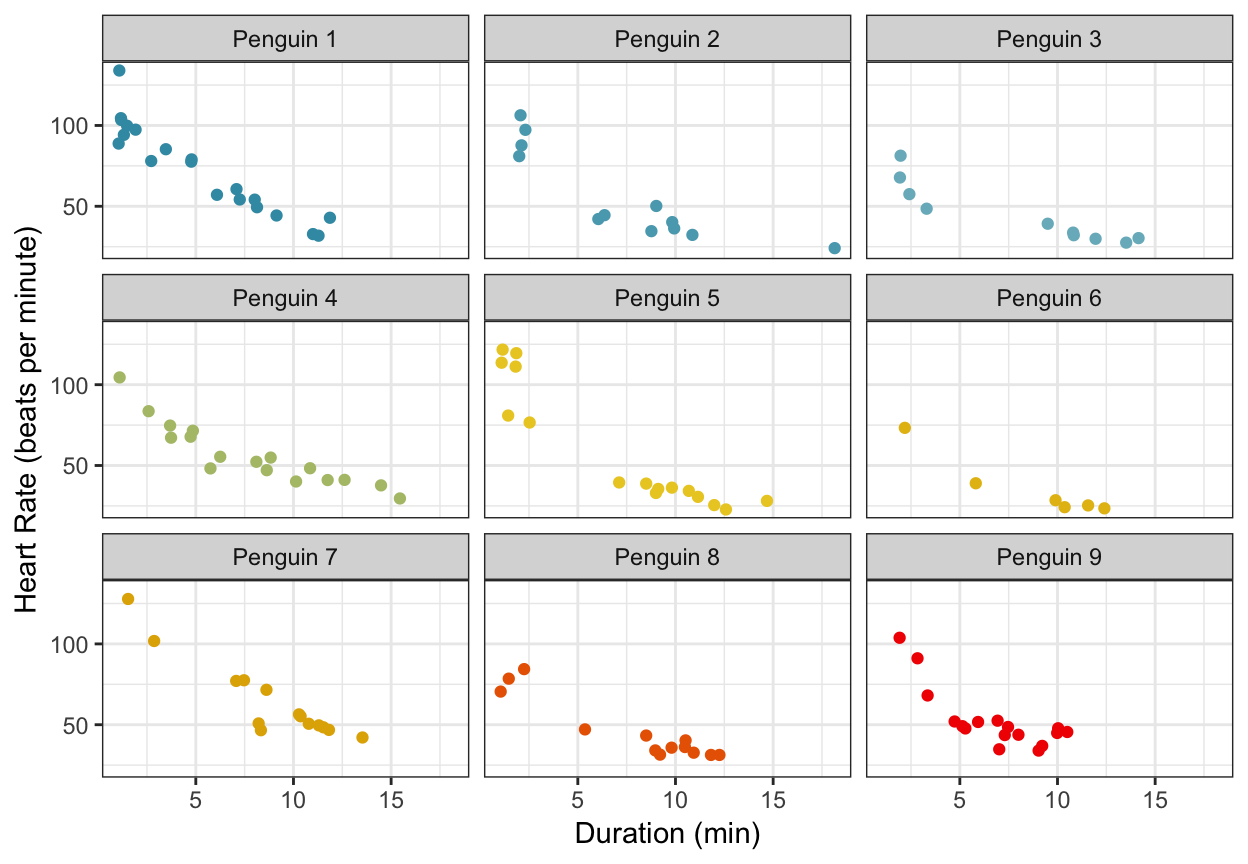 Penguin 1 Penguin 2 Penguin 3
100
50
Penguin 4 Penguin 5 Penguin 6
100
50
Penguin 7 Penguin 8 Penguin 9
100
50
5 10 15 5 10 15 5 10 15
Duration (min)
Heart Rate (beats per minute)